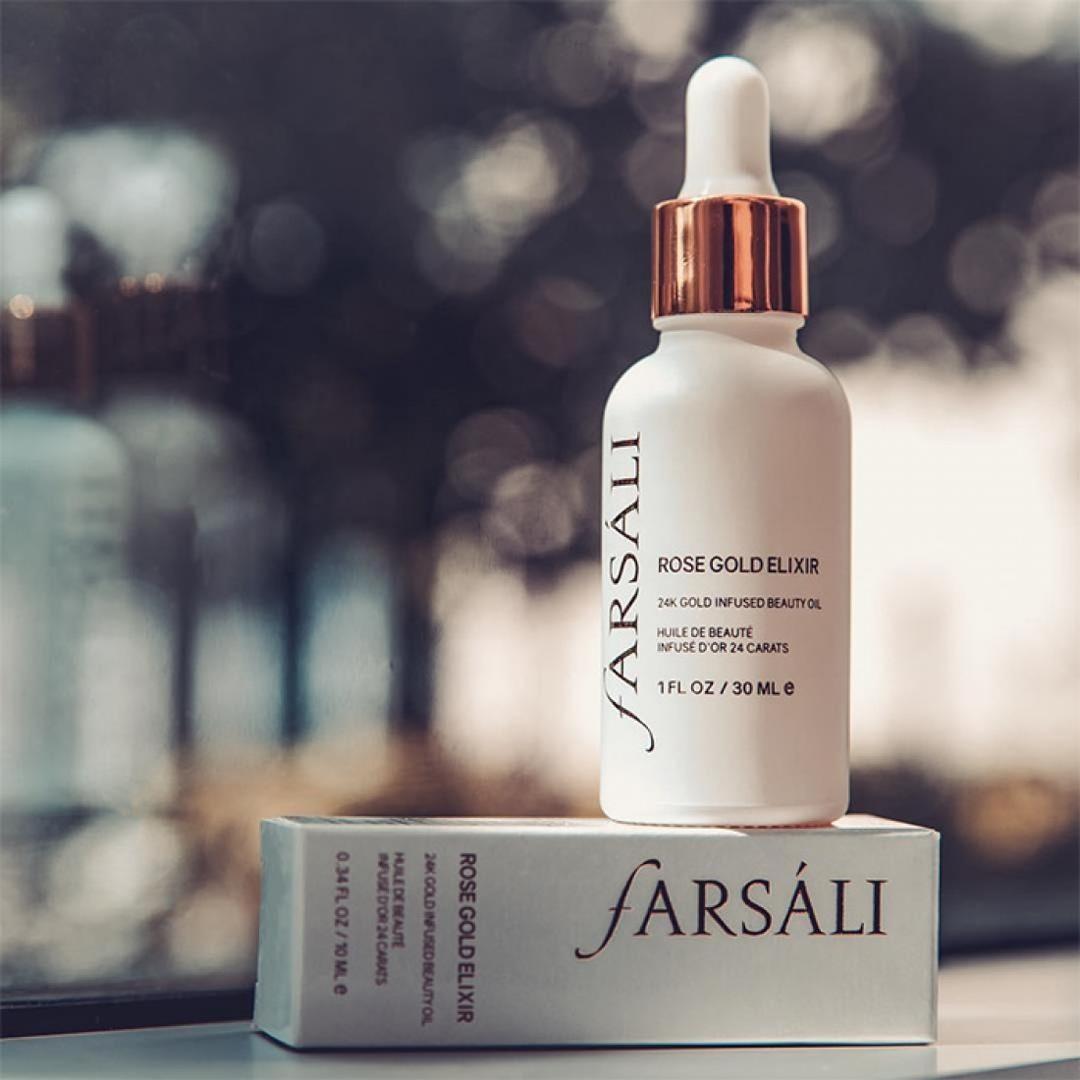 fARSÁLI
ROSE GOLD ELIXIR
24K GOLD INFUSED BEAUTY OIL
HUILE DE BEAUTÉ
INFUSÉ D'OR 24 CARATS
1 FL OZ / 30 ML e
fARSÁLI
ROSE GOLD ELIXIR
24K GOLD INFUSED BEAUTY OIL
HUILE DE BEAUTÉ
INFUSÉ D'OR 24 CARATS
0.34 FL OZ / 10 ML e